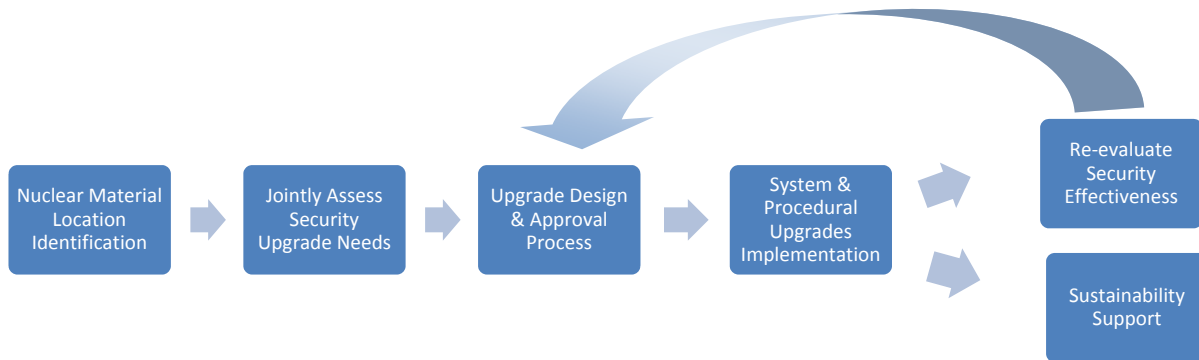 Nuclear Material
Location
Identification
Jointly Assess
Security
Upgrade Needs
Upgrade Design
& Approval
Process
System &
Procedural
Upgrades
Implementation
Re-evaluate
Security
Effectiveness
Sustainability
Support